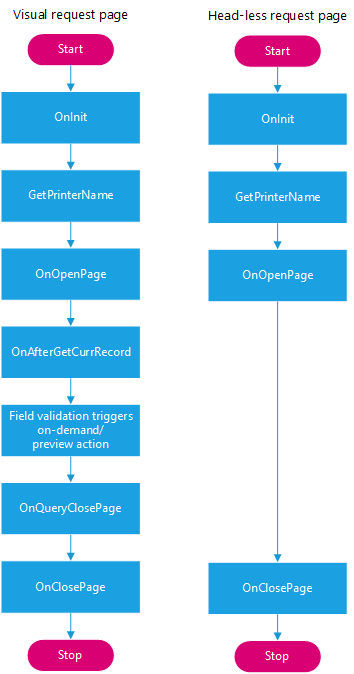 Visual request page
Start
OnInit
GetPrinterName
OnOpenPage
OnAfterGetCurrRecord
Field validation triggers
on-demand/
preview action
OnQueryClosePage
OnClosePage
Stop
Head-less request page
Start
OnInit
GetPrinterName
OnOpenPage
OnClosePage
Stop